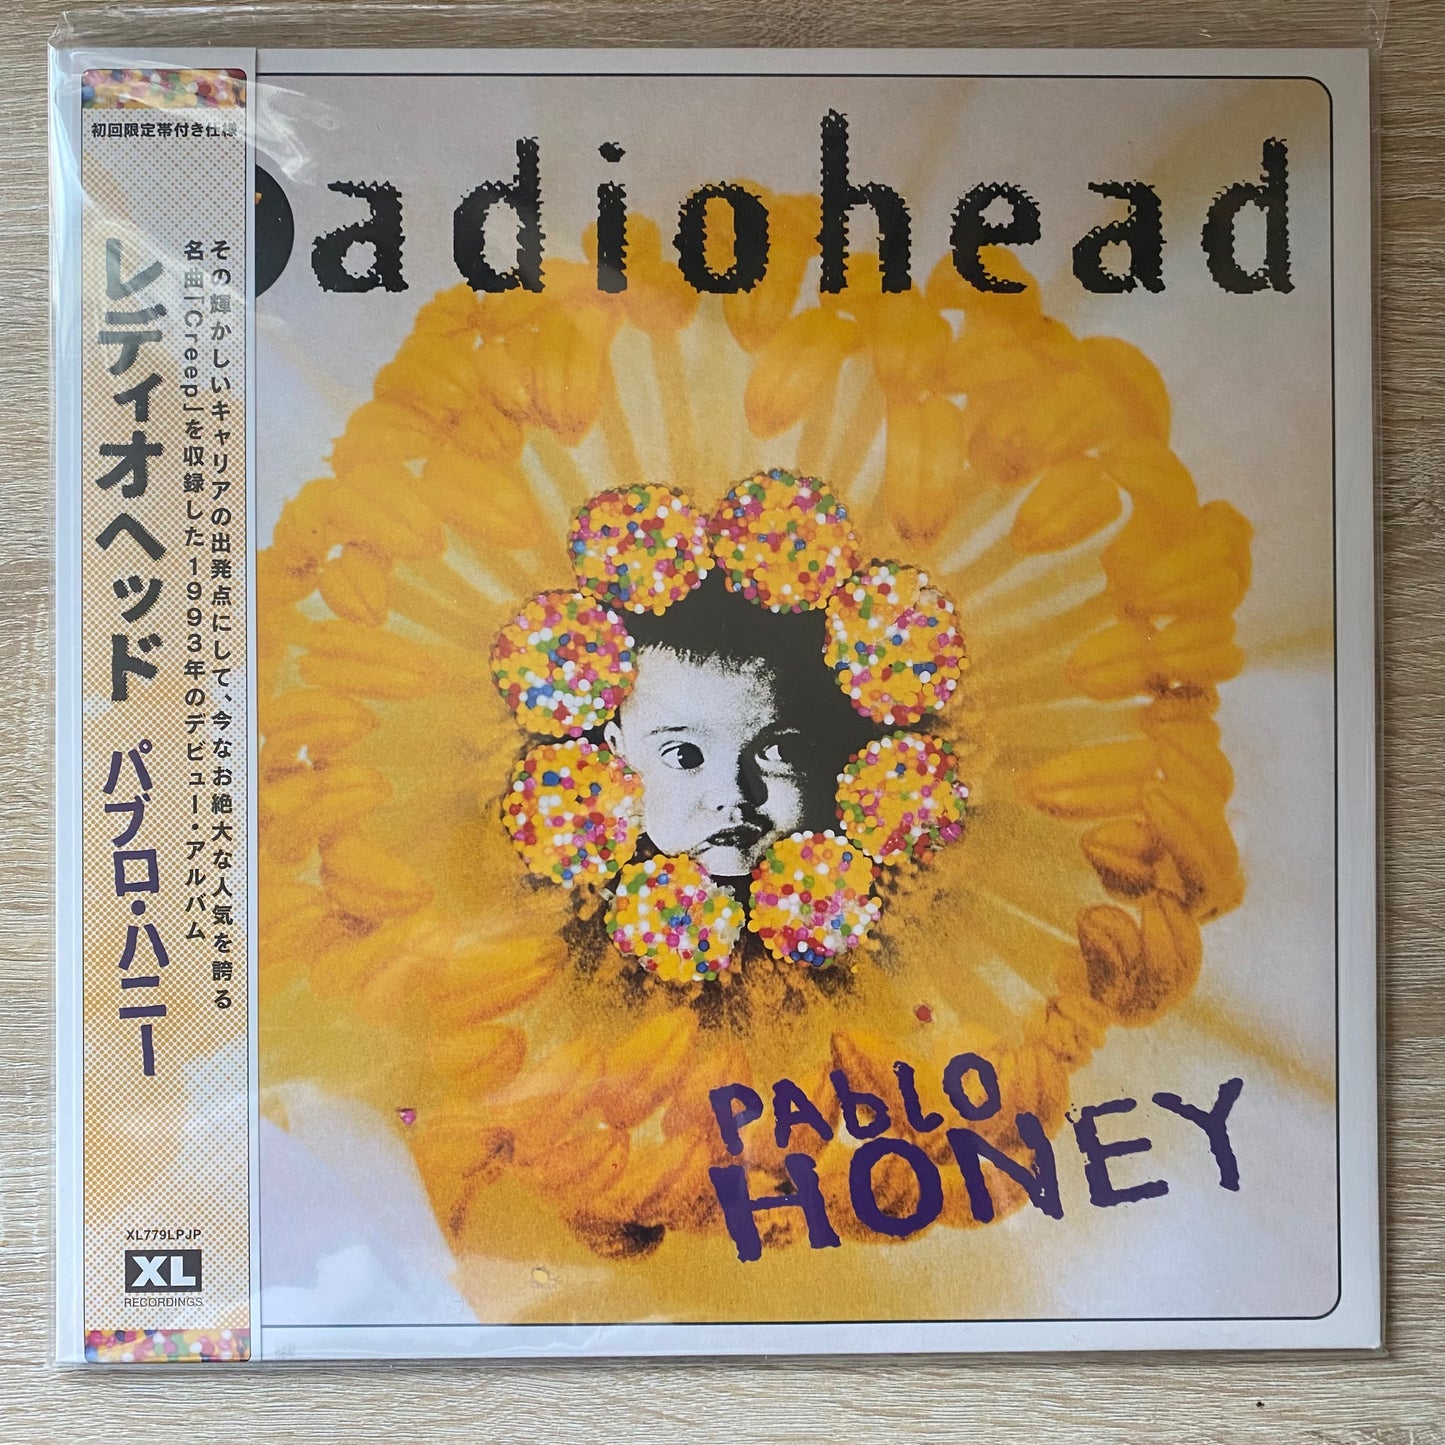 初回限定帯付き仕様
その輝かしいキャリアの出発点にして、今なお絶大な人気を誇る
名曲「Creep」を収録した1993年のデビュー・アルバム
レディオヘッド パブロ・ハニー
XL779LPJP
XL
RECORDINGS
adiohead
PAblO
HONEY